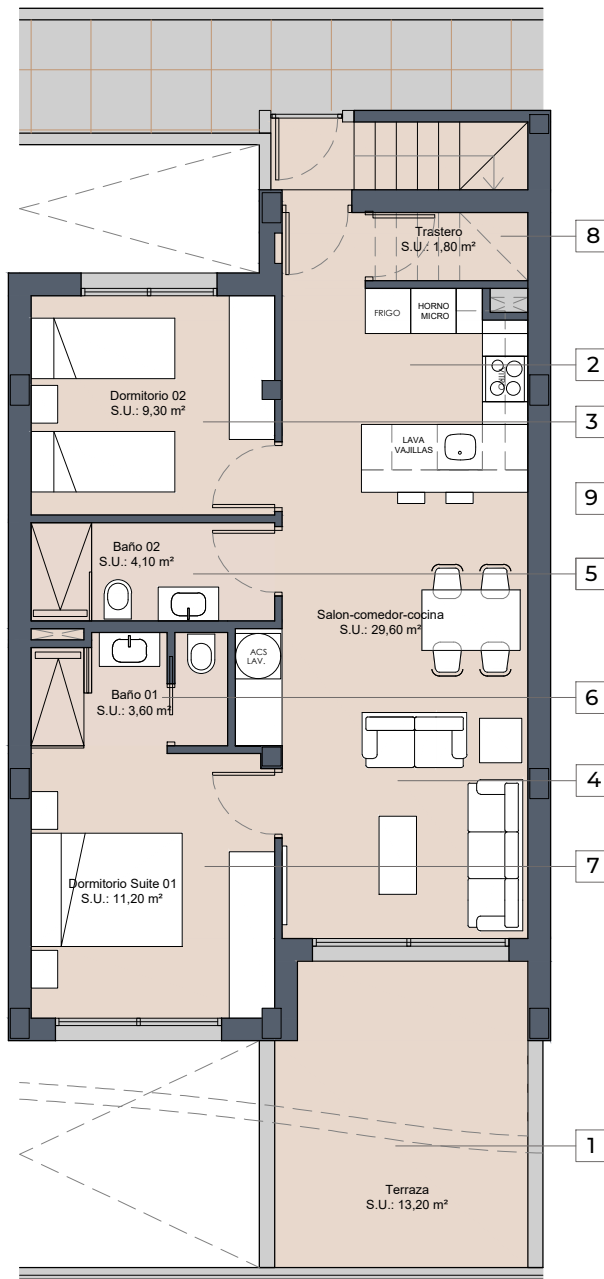 Trastero
S.U.: 1,80 m²
8
FRIGO
HORNO
MICRO
2
VITRO
Dormitorio 02
S.U.: 9,30 m²
3
LAVA
VAJILLAS
9
Baño 02
S.U.: 4,10 m²
5
Salon-comedor-cocina
S.U.: 29,60 m²
ACS
LAV.
Baño 01
S.U.: 3,60 m²
6
4
Dormitorio Suite 01
S.U.: 11,20 m²
7
1
Terraza
S.U.: 13,20 m²